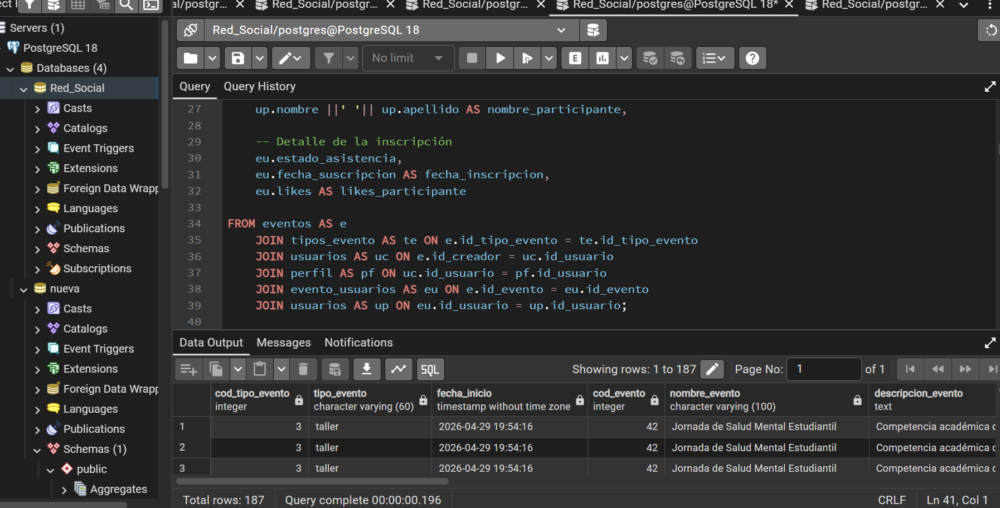 ect
al/postgr...
Red_Social/postgr...
Red_Social/postgr...
Red_Social/postgres@PostgreSQL 18*
Red_Social/postgr...
Servers (1)
PostgreSQL 18
Databases (4)
Red_Social
Casts
Catalogs
Event Triggers
Extensions
Foreign Data Wrapp
Languages
Publications
Schemas
Subscriptions
nueva
Casts
Catalogs
Event Triggers
Extensions
Foreign Data Wrapp
Languages
Publications
Schemas (1)
public
Aggregates
Red_Social/postgres@PostgreSQL 18
No limit
E
Query
Query History
27 up.nombre ||' '|| up.apellido AS nombre_participante,
28
29 -- Detalle de la inscripción
30 eu.estado_asistencia,
31 eu.fecha_suscripcion AS fecha_inscripcion,
32 eu.likes AS likes_participante
33
34 FROM eventos AS e
35 JOIN tipos_evento AS te ON e.id_tipo_evento = te.id_tipo_evento
36 JOIN usuarios AS uc ON e.id_creador = uc.id_usuario
37 JOIN perfil AS pf ON uc.id_usuario = pf.id_usuario
38 JOIN evento_usuarios AS eu ON e.id_evento = eu.id_evento
39 JOIN usuarios AS up ON eu.id_usuario = up.id_usuario;
40
Data Output
Messages
Notifications
SQL
Showing rows: 1 to 187
Page No:
1
of 1
cod_tipo_evento
integer
tipo_evento
character varying (60)
fecha_inicio
timestamp without time zone
cod_evento
integer
nombre_evento
character varying (100)
descripcion_evento
text
1 3 taller 2026-04-29 19:54:16 42 Jornada de Salud Mental Estudiantil Competencia académica
2 3 taller 2026-04-29 19:54:16 42 Jornada de Salud Mental Estudiantil Competencia académica
3 3 taller 2026-04-29 19:54:16 42 Jornada de Salud Mental Estudiantil Competencia académica
Total rows: 187
Query complete 00:00:00.196
CRLF
Ln 41, Col 1